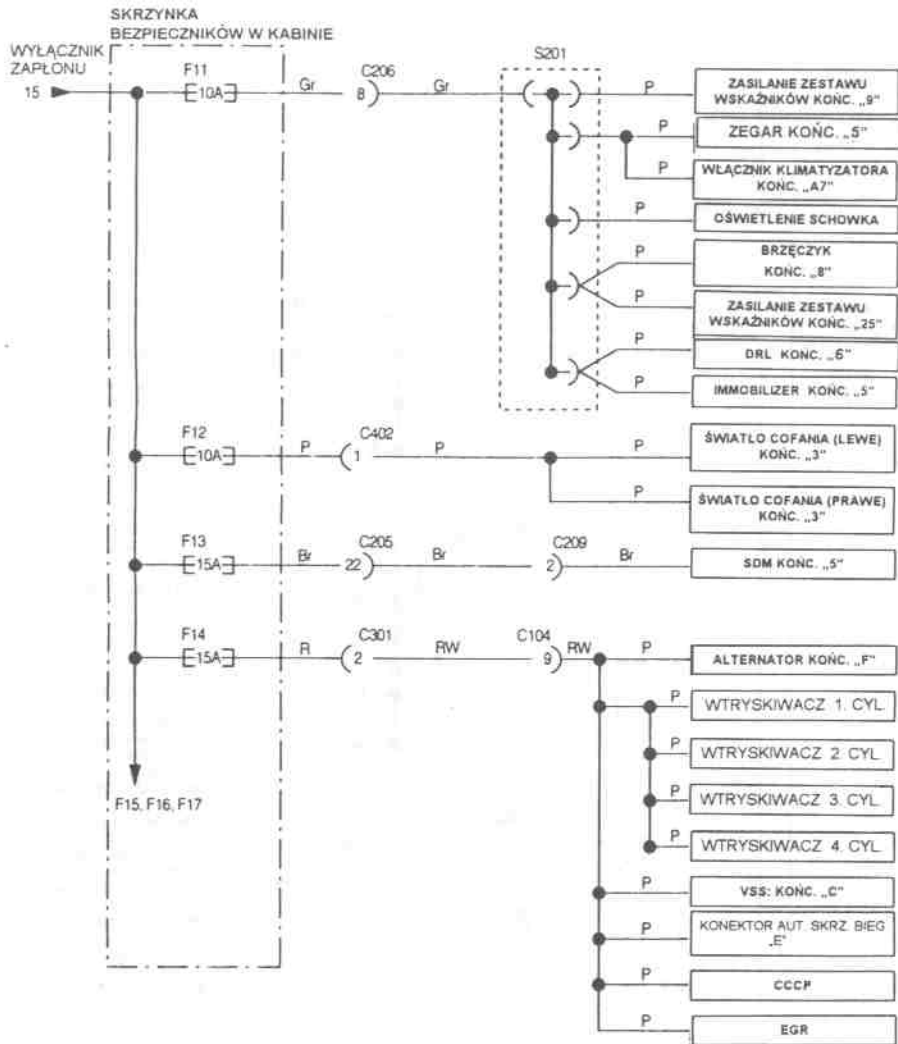 SKRZYNKA
BEZPIECZNIKÓW W KABINIE
WYŁĄCZNIK
ZAPŁONU
15
F11
10A
Gr
C206
8
Gr
S201
P
ZASILANIE ZESTAWU
WSKAŹNIKÓW KOŃC. „9"
P
ZEGAR KOŃC. „5"
P
WŁĄCZNIK KLIMATYZATORA
KOŃC. „A7"
P
OŚWIETLENIE SCHOWKA
P
BRZĘCZYK
KOŃC. „8"
P
ZASILANIE ZESTAWU
WSKAŹNIKÓW KOŃC. „25"
P
DRL KOŃC. „6"
P
IMMOBILIZER KOŃC. „5"
F12
10A
P
C402
1
P
P
ŚWIATŁO COFANIA (LEWE)
KOŃC. „3"
P
ŚWIATŁO COFANIA (PRAWE)
KOŃC. „3"
F13
15A
Br
C205
22
Br
C209
2
Br
SDM KOŃC. „5"
F14
15A
R
C301
2
RW
C104
9
RW
P
ALTERNATOR KOŃC. „F"
P
WTRYSKIWACZ 1. CYL.
P
WTRYSKIWACZ 2. CYL.
P
WTRYSKIWACZ 3. CYL.
P
WTRYSKIWACZ 4. CYL.
P
VSS: KOŃC. „C"
P
KONEKTOR AUT. SKRZ. BIEG
„E"
P
CCCP
P
EGR
F15, F16, F17